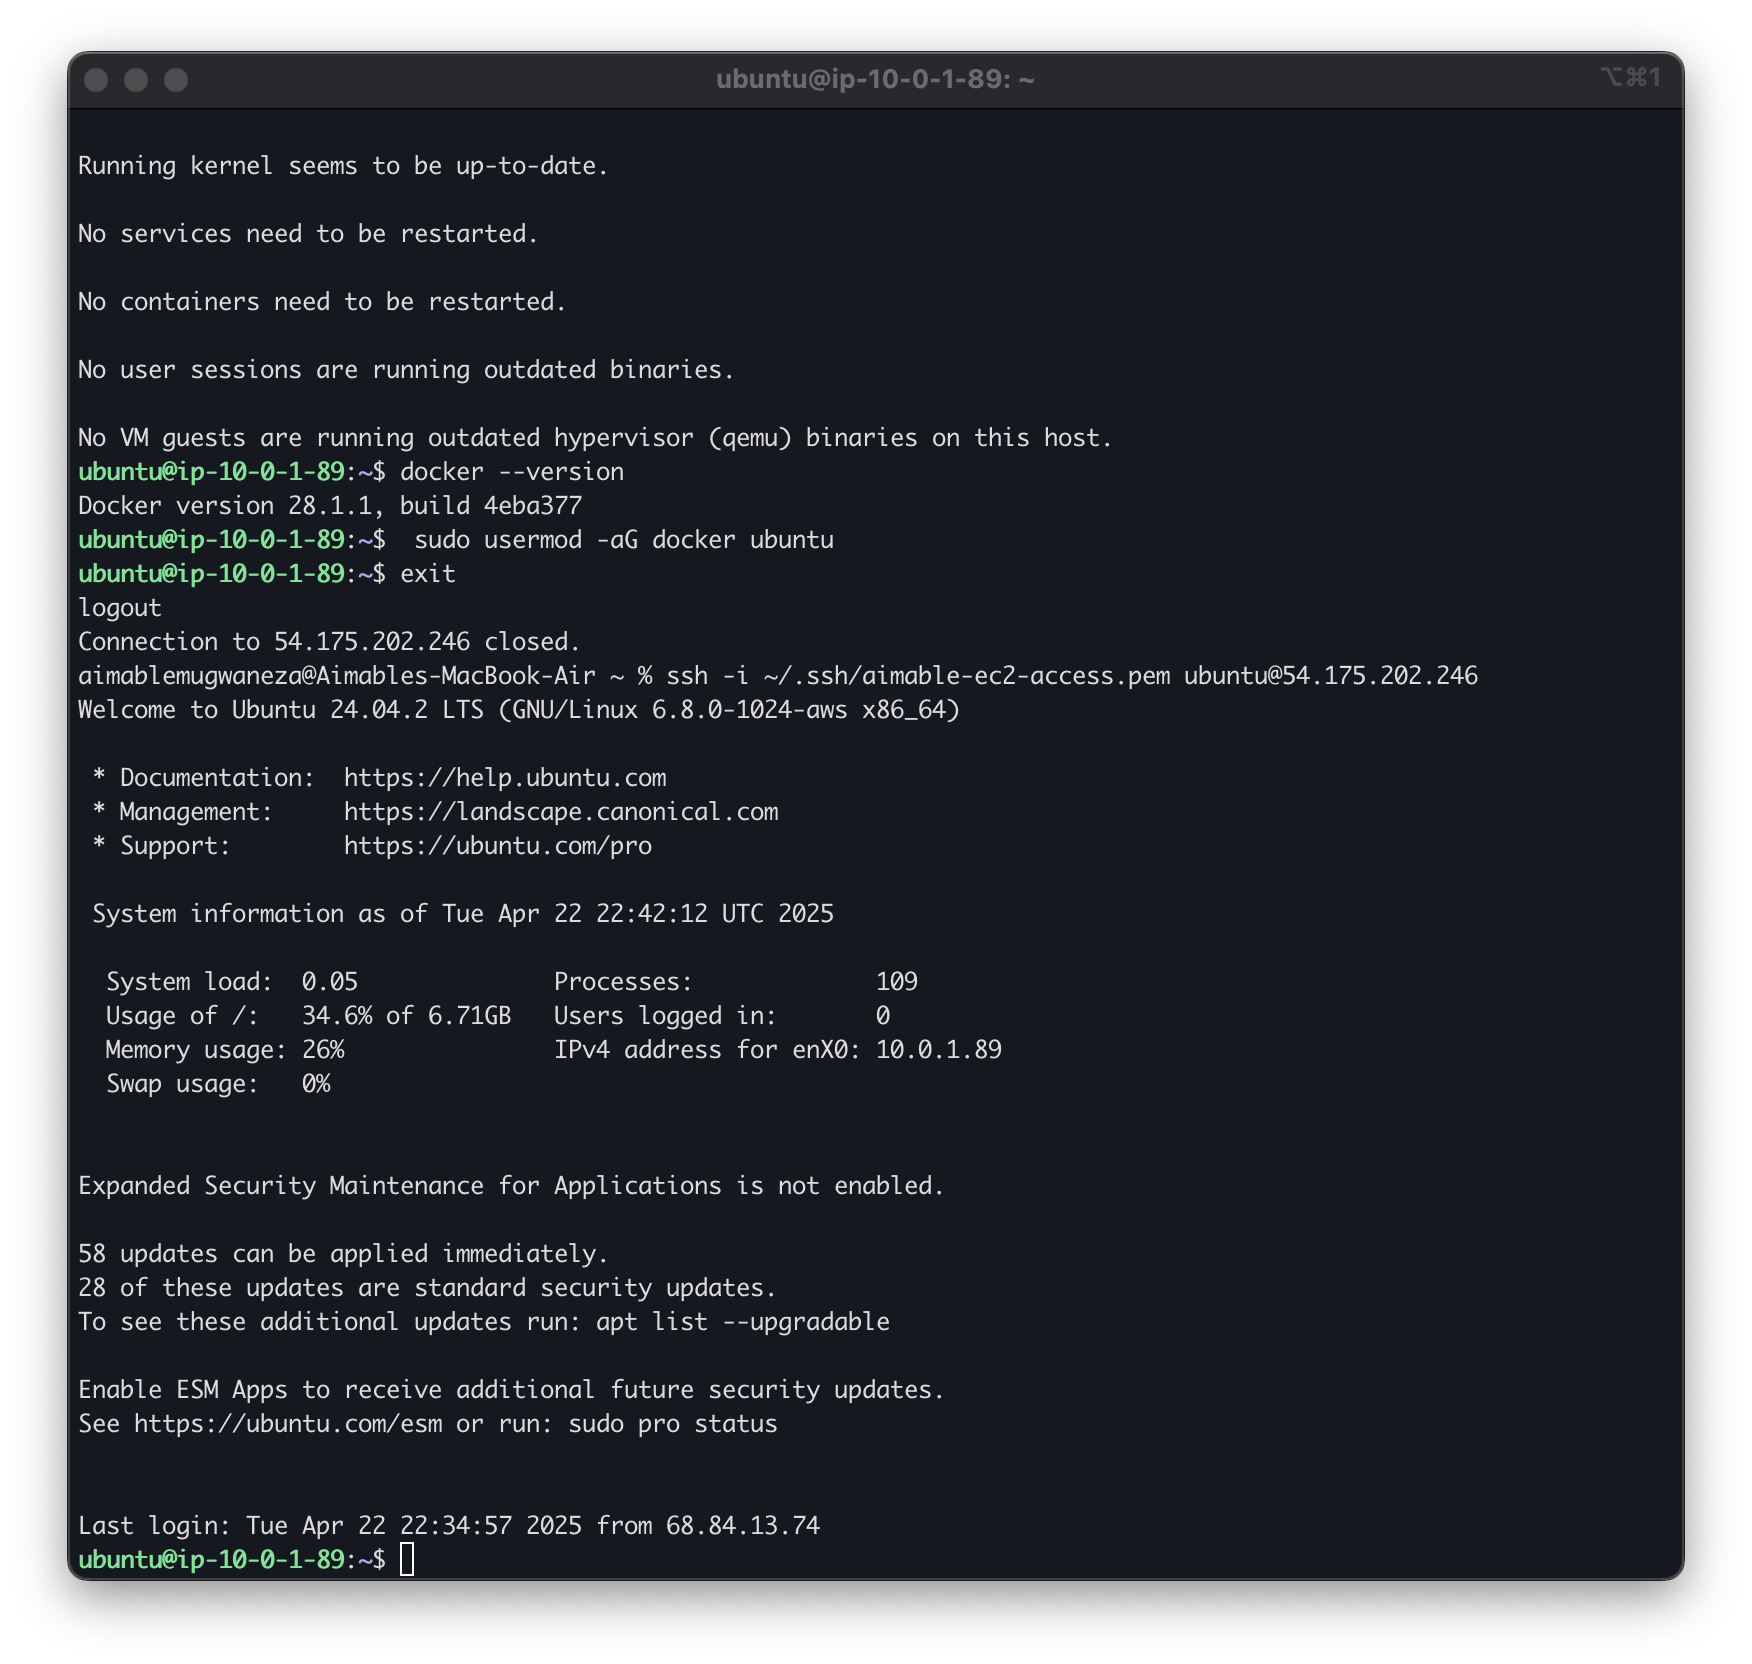 ubuntu@ip-10-0-1-89: ~ ⌥⌘1
Running kernel seems to be up-to-date.
No services need to be restarted.
No containers need to be restarted.
No user sessions are running outdated binaries.
No VM guests are running outdated hypervisor (qemu) binaries on this host.
ubuntu@ip-10-0-1-89:~$ docker --version
Docker version 28.1.1, build 4eba377
ubuntu@ip-10-0-1-89:~$  sudo usermod -aG docker ubuntu
ubuntu@ip-10-0-1-89:~$ exit
logout
Connection to 54.175.202.246 closed.
aimablemugwaneza@Aimables-MacBook-Air ~ % ssh -i ~/.ssh/aimable-ec2-access.pem ubuntu@54.175.202.246
Welcome to Ubuntu 24.04.2 LTS (GNU/Linux 6.8.0-1024-aws x86_64)
 * Documentation:  https://help.ubuntu.com
 * Management:     https://landscape.canonical.com
 * Support:        https://ubuntu.com/pro
 System information as of Tue Apr 22 22:42:12 UTC 2025
  System load:  0.05              Processes:             109
  Usage of /:   34.6% of 6.71GB   Users logged in:       0
  Memory usage: 26%               IPv4 address for enX0: 10.0.1.89
  Swap usage:   0%
Expanded Security Maintenance for Applications is not enabled.
58 updates can be applied immediately.
28 of these updates are standard security updates.
To see these additional updates run: apt list --upgradable
Enable ESM Apps to receive additional future security updates.
See https://ubuntu.com/esm or run: sudo pro status
Last login: Tue Apr 22 22:34:57 2025 from 68.84.13.74
ubuntu@ip-10-0-1-89:~$